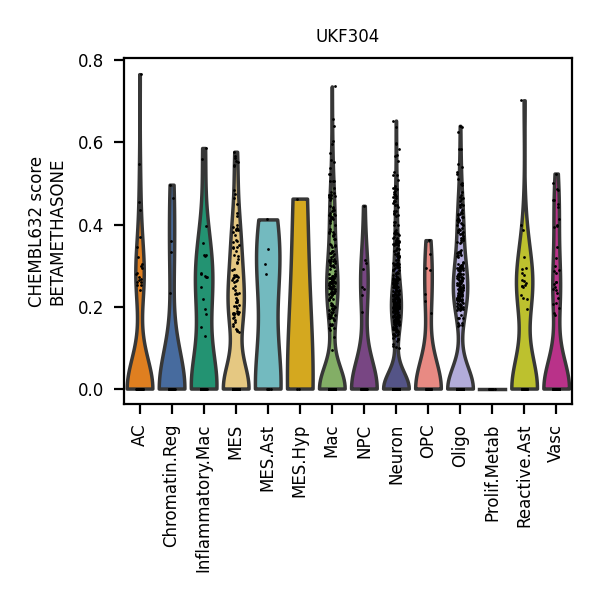 UKF304
CHEMBL632 score
BETAMETHASONE
0.8
0.6
0.4
0.2
0.0
AC
Chromatin.Reg
Inflammatory.Mac
MES
MES.Ast
MES.Hyp
Mac
NPC
Neuron
OPC
Oligo
Prolif.Metab
Reactive.Ast
Vasc